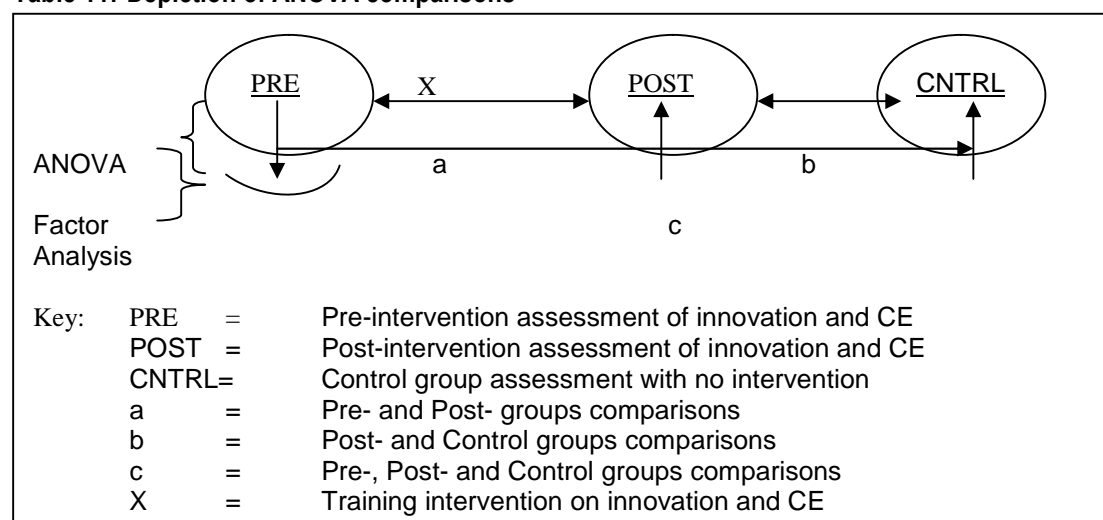 Table Depiction of ANOVA comparisons
PRE X POST CNTRL
ANOVA a b
Factor c
Analysis
Key: PRE = Pre-intervention assessment of innovation and CE
POST = Post-intervention assessment of innovation and CE
CNTRL= Control group assessment with no intervention
a = Pre- and Post- groups comparisons
b = Post- and Control groups comparisons
c = Pre-, Post- and Control groups comparisons
X = Training intervention on innovation and CE